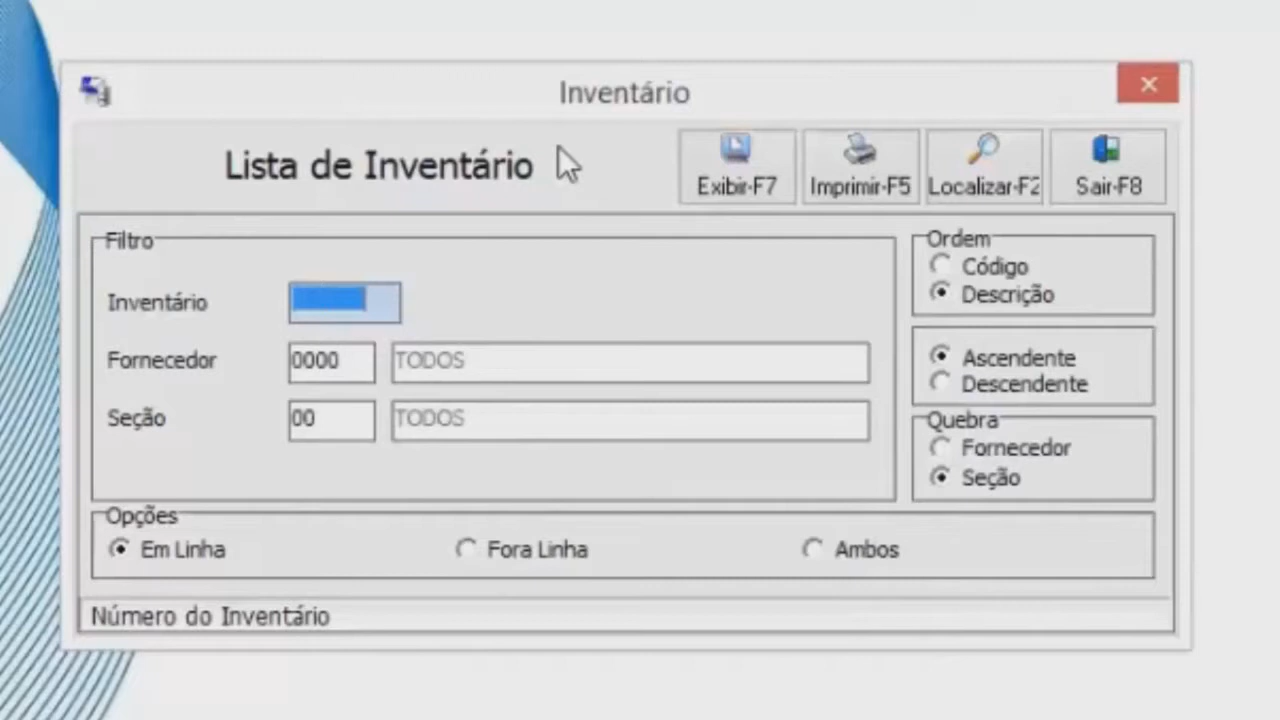 Inventário
Lista de Inventário
Exibir-F7
Imprimir-F5
Localizar-F2
Sair-F8
Filtro
Inventário
Fornecedor 0000 TODOS
Seção 00 TODOS
Ordem
Código
Descrição
Ascendente
Descendente
Quebra
Fornecedor
Seção
Opções
Em Linha Fora Linha Ambos
Número do Inventário